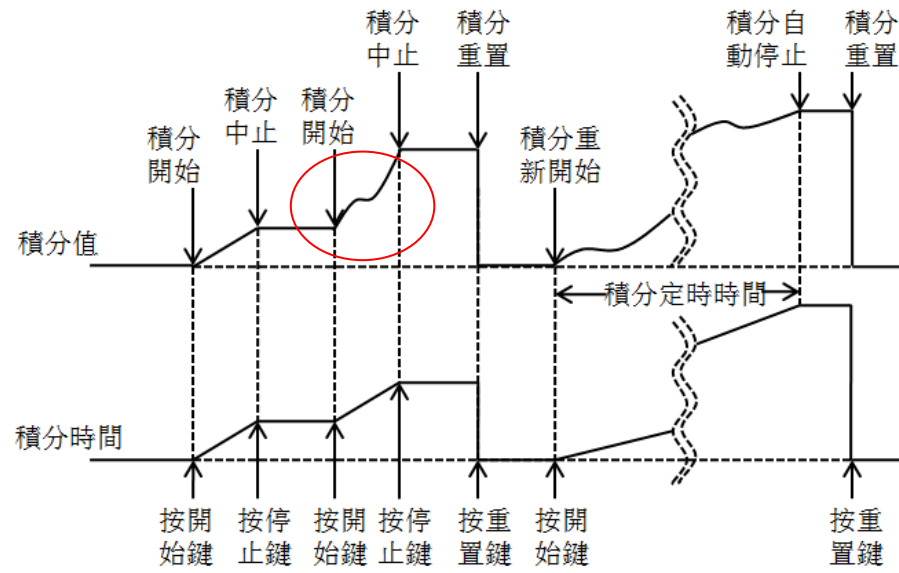 積分
開始
積分
中止
積分
開始
積分
中止
積分
重置
積分重
新開始
積分自
動停止
積分
重置
積分值
積分定時時間
積分時間
按開
始鍵
按停
止鍵
按開
始鍵
按停
止鍵
按重
置鍵
按開
始鍵
按重
置鍵